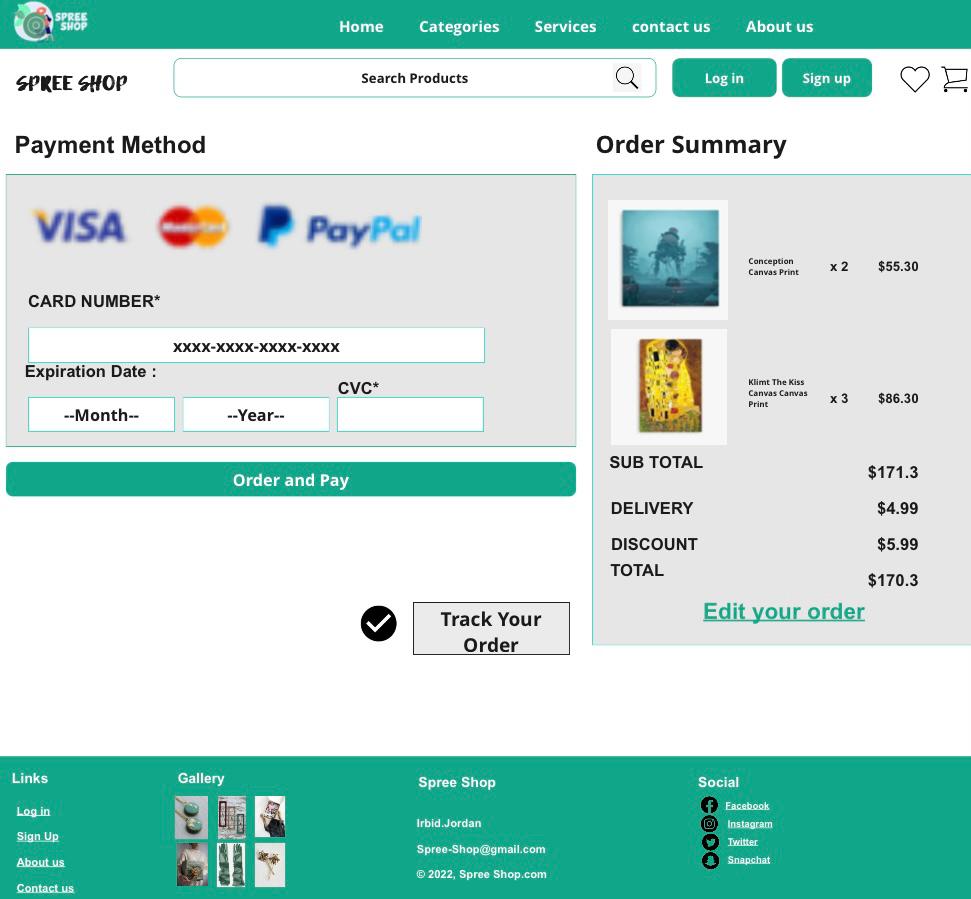 SPREE
SHOP
Home Categories Services contact us About us
SPREE SHOP
Search Products
Log in
Sign up
Payment Method
Order Summary
VISA MasterCard PayPal
Conception
Canvas Print
x 2
$55.30
CARD NUMBER*
xxxx-xxxx-xxxx-xxxx
Expiration Date :
CVC*
--Month--
--Year--
Klimt The Kiss
Canvas Canvas
Print
x 3
$86.30
Order and Pay
SUB TOTAL
$171.3
DELIVERY
$4.99
DISCOUNT
$5.99
TOTAL
$170.3
Edit your order
Track Your
Order
Links
Log in
Sign Up
About us
Contact us
Gallery
Spree Shop
Irbid.Jordan
Spree-Shop@gmail.com
© 2022, Spree Shop.com
Social
Facebook
Instagram
Twitter
Snapchat